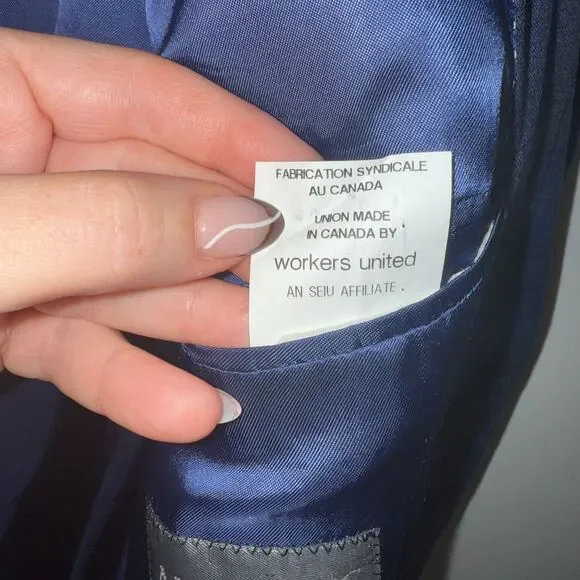 FABRICATION SYNDICALE
AU CANADA
UNION MADE
IN CANADA BY
workers united
AN SEIU AFFILIATE.